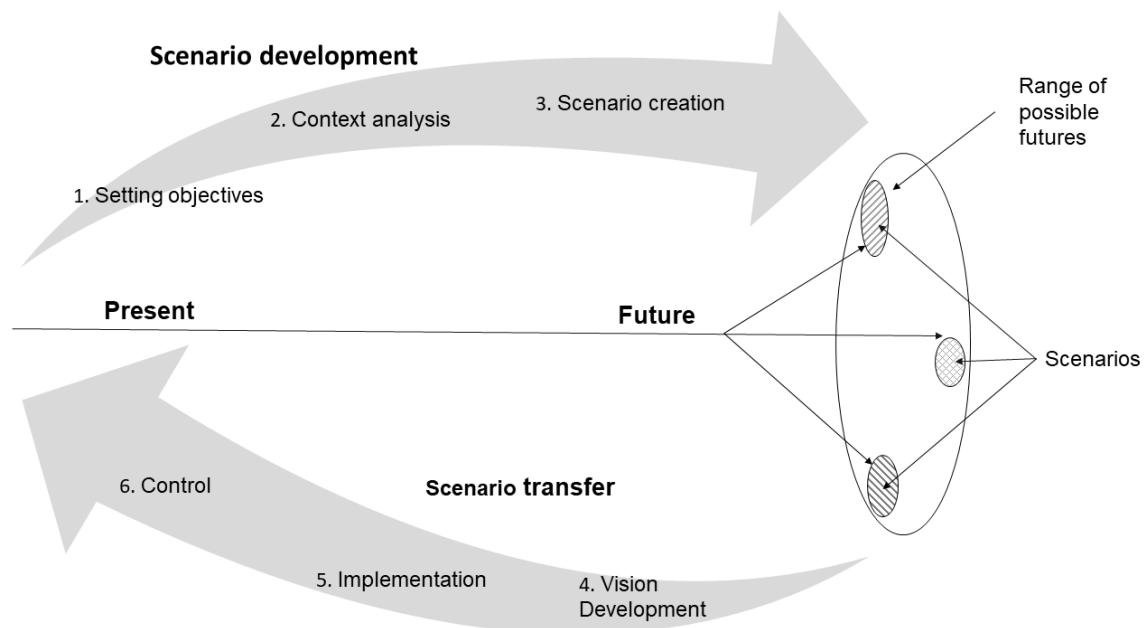 Scenario development
1. Setting objectives
2. Context analysis
3. Scenario creation
Range of
possible
futures
Present
Future
Scenarios
Scenario transfer
4. Vision
Development
5. Implementation
6. Control